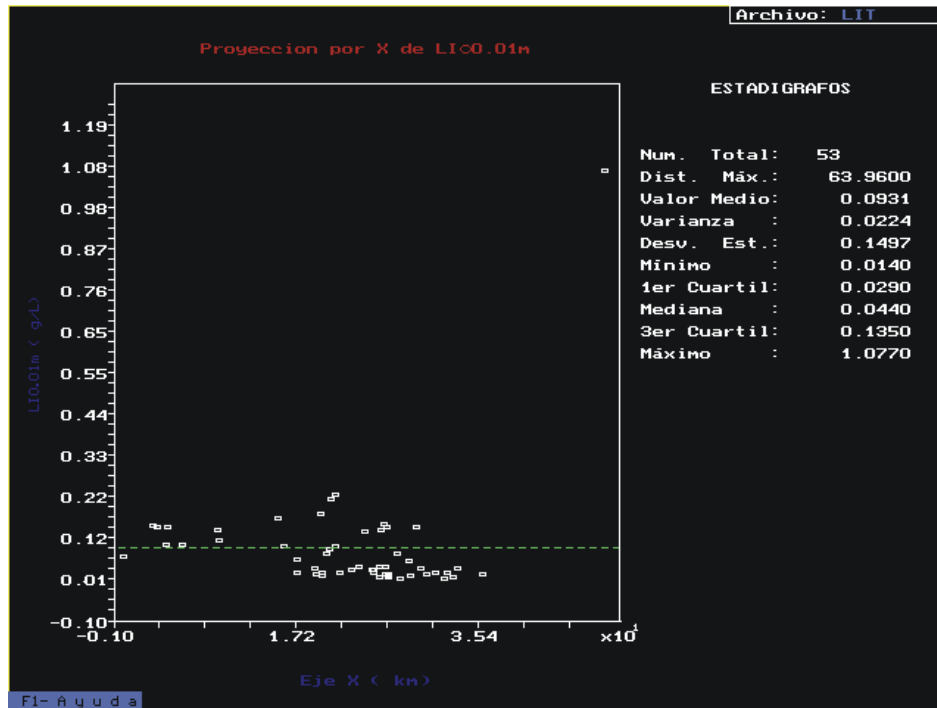 Archivo: LIT
Proyeccion por X de LI○0.01m
ESTADIGRAFOS
Num. Total: 53
Dist. Máx.: 63.9600
Valor Medio: 0.0931
Varianza : 0.0224
Desv. Est.: 0.1497
Mínimo : 0.0140
1er Cuartil: 0.0290
Mediana : 0.0440
3er Cuartil: 0.1350
Máximo : 1.0770
1.19
1.08
0.98
0.87
0.76
0.65
0.55
0.44
0.33
0.22
0.12
0.01
-0.10
LI0.01m ( g/L)
-0.10 1.72 3.54 x10¹
Eje X ( km)
F1- A y u d a